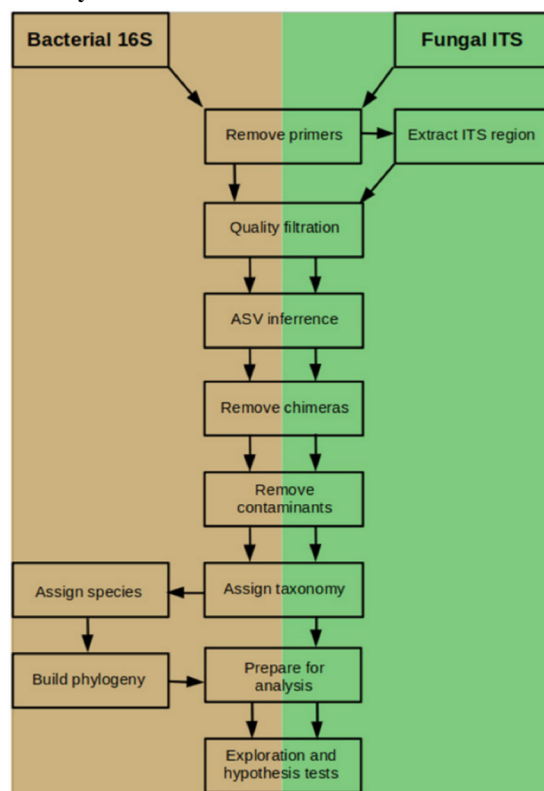 Bacterial 16S
Fungal ITS
Remove primers
Extract ITS region
Quality filtration
ASV inferrence
Remove chimeras
Remove
contaminants
Assign species
Assign taxonomy
Build phylogeny
Prepare for
analysis
Exploration and
hypothesis tests